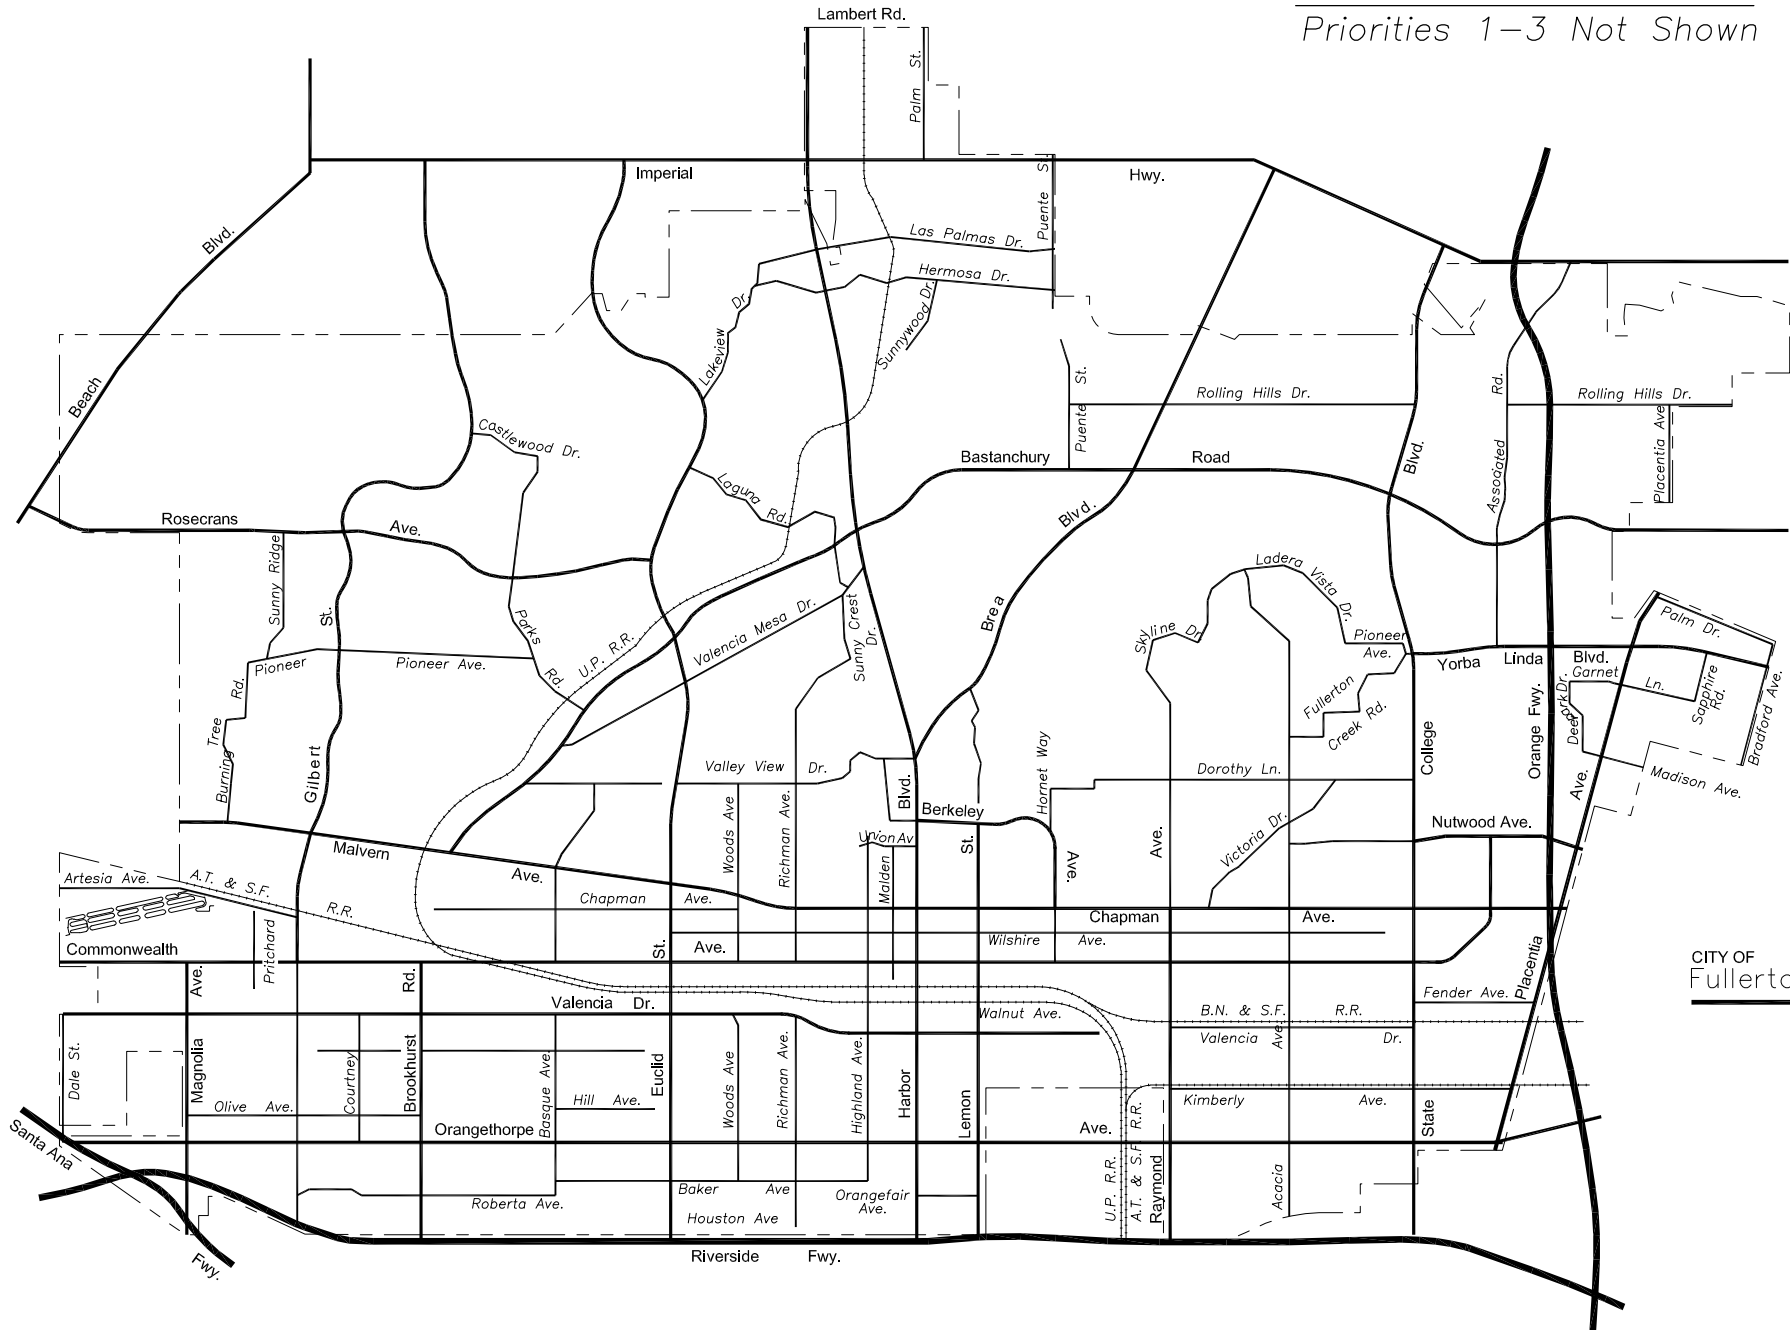 Lambert Rd.
Priorities 1-3 Not Shown
Palm St.
Imperial Hwy.
Puente St.
Blvd.
Las Palmas Dr.
Hermosa Dr.
Lakeview Dr.
Sunnywood Dr.
Beach
Puente St.
Rolling Hills Dr.
Associated Rd.
Rolling Hills Dr.
Placentia Ave
Castlewood Dr.
Bastanchury Road
Blvd.
Laguna Rd.
Rosecrans Ave.
Blvd.
Sunny Ridge
Ladera Vista Dr.
Brea
Parks Rd.
Valencia Mesa Dr.
Sunny Crest Dr.
Skyline Dr
Pioneer Ave.
Palm Dr.
St.
U.P. R.R.
Pioneer Pioneer Ave.
Yorba Linda Blvd.
Garnet Ln.
Sapphire Rd.
Bradford Ave.
Deer Park Dr.
Burning Tree Rd.
Fullerton Creek Rd.
College
Orange Fwy.
Gilbert
Valley View Dr.
Hornet Way
Dorothy Ln.
Madison Ave.
Blvd.
Berkeley
Ave.
Woods Ave
Richman Ave.
Union Av
St.
Ave.
Ave.
Victoria Dr.
Nutwood Ave.
Malvern Ave.
Malden
Artesia Ave.
A.T. & S.F. R.R.
Chapman Ave.
Chapman Ave.
Commonwealth
Pritchard
St.
Ave.
Wilshire Ave.
Placentia
CITY OF
Fullerto
Ave.
Rd.
Valencia Dr.
Walnut Ave.
Fender Ave.
B.N. & S.F. R.R.
Valencia Dr.
Ave.
Dale St.
Magnolia
Courtney
Brookhurst
Basque Ave.
Euclid
Woods Ave
Richman Ave.
Highland Ave.
Harbor
Lemon
Olive Ave.
Hill Ave.
Kimberly Ave.
State
Santa Ana
Orangethorpe
Ave.
U.P. R.R.
A.T. & S.F. R.R.
Raymond
Acacia
Roberta Ave.
Baker Ave
Orangefair
Ave.
Houston Ave
Riverside Fwy.
Fwy.